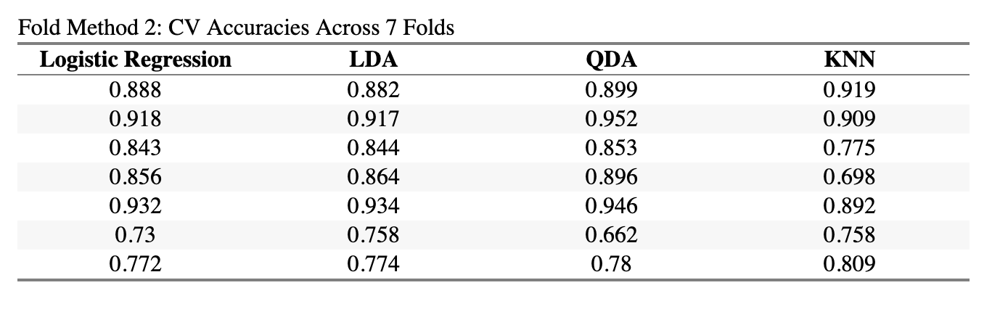 Fold Method 2: CV Accuracies Across 7 Folds
Logistic Regression LDA QDA KNN
0.888 0.882 0.899 0.919
0.918 0.917 0.952 0.909
0.843 0.844 0.853 0.775
0.856 0.864 0.896 0.698
0.932 0.934 0.946 0.892
0.73 0.758 0.662 0.758
0.772 0.774 0.78 0.809